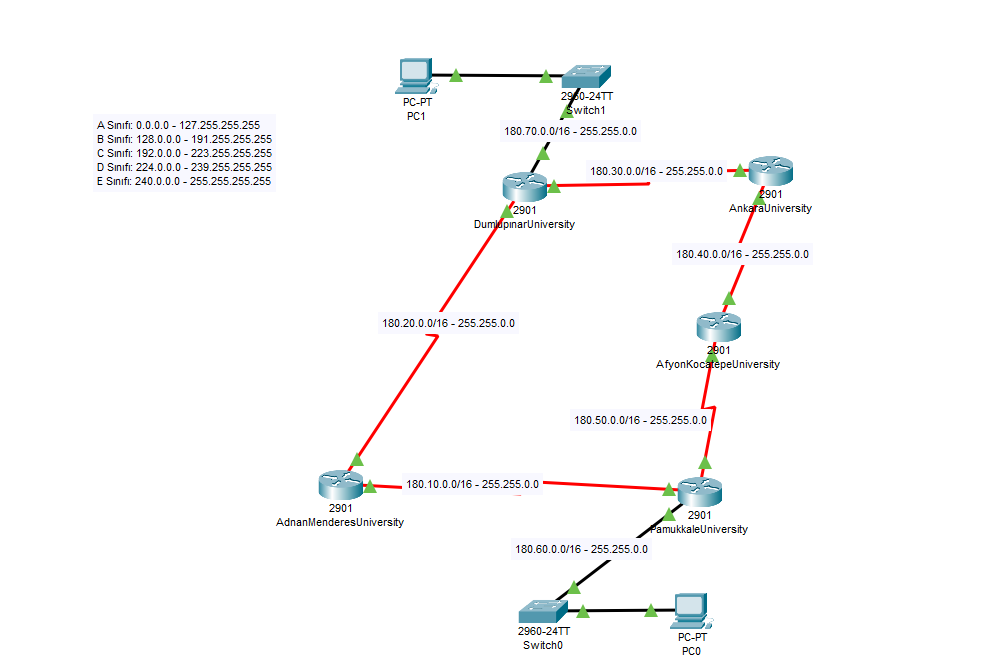 PC-PT
PC1
2960-24TT
Switch1
A Sınıfı: 0.0.0.0 - 127.255.255.255
B Sınıfı: 128.0.0.0 - 191.255.255.255
C Sınıfı: 192.0.0.0 - 223.255.255.255
D Sınıfı: 224.0.0.0 - 239.255.255.255
E Sınıfı: 240.0.0.0 - 255.255.255.255
180.70.0.0/16 - 255.255.0.0
180.30.0.0/16 - 255.255.0.0
2901
AnkaraUniversity
2901
DumlupınarUniversity
180.40.0.0/16 - 255.255.0.0
180.20.0.0/16 - 255.255.0.0
2901
AfyonKocatepeUniversity
180.50.0.0/16 - 255.255.0.0
180.10.0.0/16 - 255.255.0.0
2901
AdnanMenderesUniversity
2901
PamukkaleUniversity
180.60.0.0/16 - 255.255.0.0
2960-24TT
Switch0
PC-PT
PC0